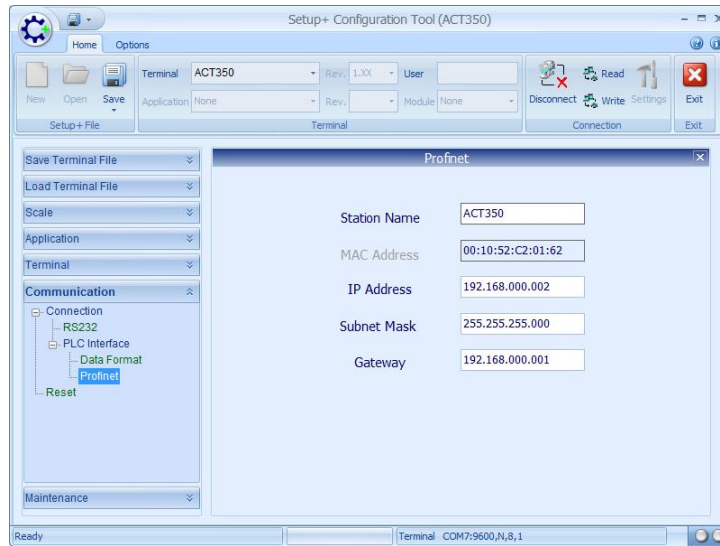 Setup+ Configuration Tool (ACT350)
Home Options
New Open Save
Setup+ File
Terminal ACT350 Rev. 1.XX User
Application None Rev. Module None
Terminal
Disconnect Read Write Settings
Connection
Exit
Exit
Save Terminal File
Load Terminal File
Scale
Application
Terminal
Communication
Connection
RS232
PLC Interface
Data Format
Profinet
Reset
Maintenance
Profinet
Station Name ACT350
MAC Address 00:10:52:C2:01:62
IP Address 192.168.000.002
Subnet Mask 255.255.255.000
Gateway 192.168.000.001
Ready Terminal COM7:9600,N,8,1